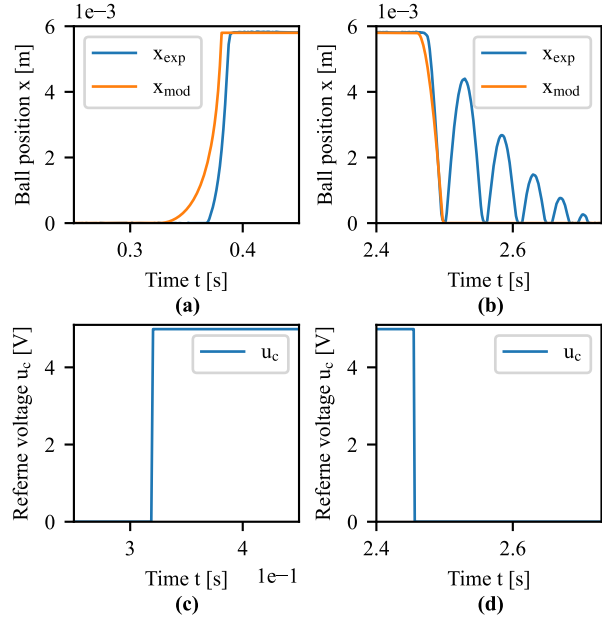 1e−3
6
4
2
0
Ball position x [m]
x_exp
x_mod
0.3 0.4
Time t [s]
(a)
1e−3
6
4
2
0
Ball position x [m]
x_exp
x_mod
2.4 2.6
Time t [s]
(b)
4
2
0
Referne voltage u_c [V]
u_c
3 4
Time t [s]
1e−1
(c)
4
2
0
Referne voltage u_c [V]
u_c
2.4 2.6
Time t [s]
(d)